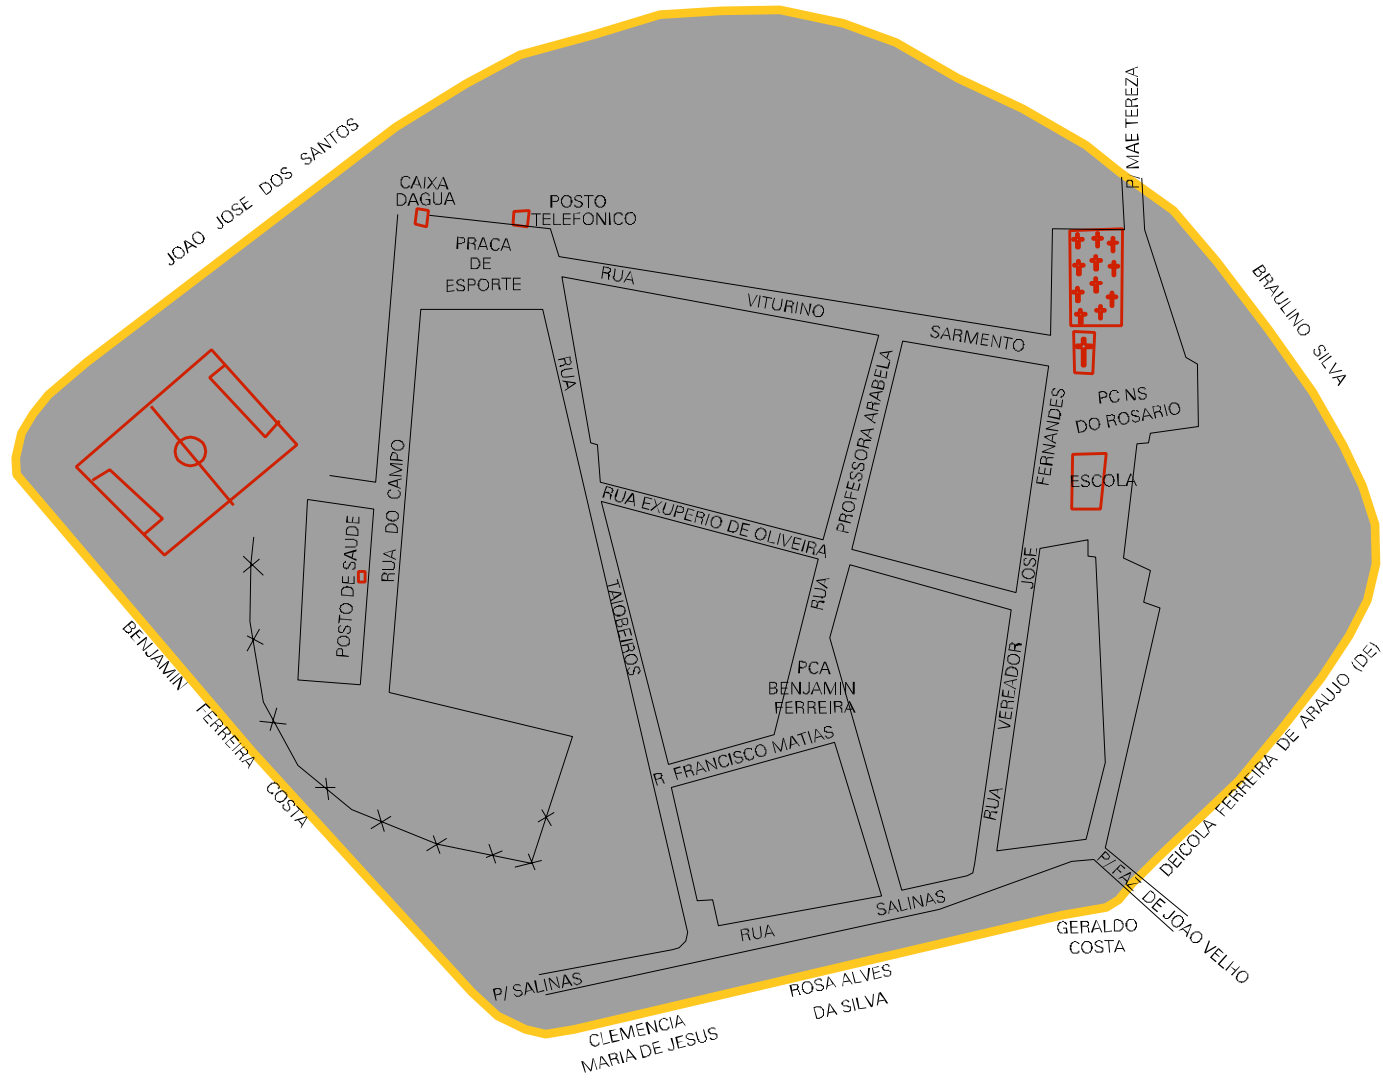 P/ MAE TEREZA
JOAO JOSE DOS SANTOS
CAIXA
DAGUA
POSTO
TELEFONICO
PRACA
DE
ESPORTE
RUA VITURINO SARMENTO
BRAULINO SILVA
PC NS
DO ROSARIO
ESCOLA
RUA TAIOBEIROS
RUA PROFESSORA ARABELA
RUA VEREADOR JOSE FERNANDES
RUA DO CAMPO
POSTO DE SAUDE
RUA EXUPERIO DE OLIVEIRA
PCA
BENJAMIN
FERREIRA
R FRANCISCO MATIAS
BENJAMIN FERREIRA COSTA
DEICOLA FERREIRA DE ARAUJO (DE)
P/ FAZ DE JOAO VELHO
RUA SALINAS
P/ SALINAS
GERALDO
COSTA
ROSA ALVES
DA SILVA
CLEMENCIA
MARIA DE JESUS